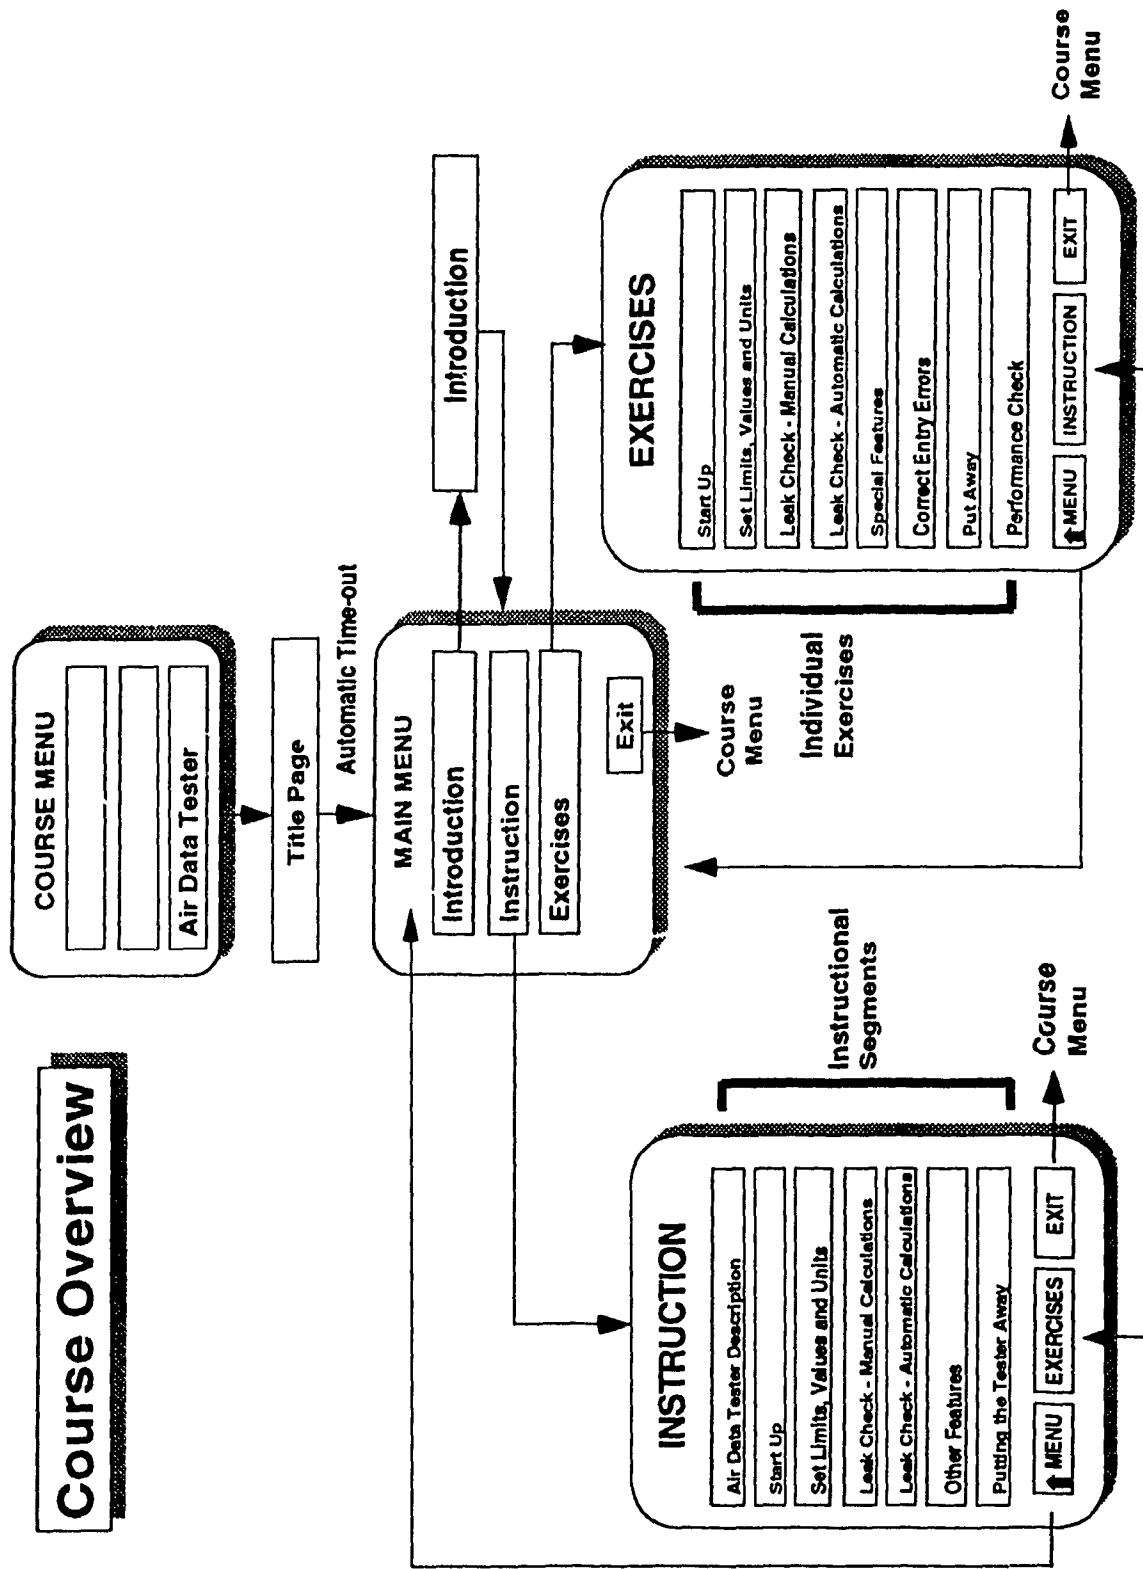 Course Overview
COURSE MENU
Air Data Tester
Title Page
Automatic Time-out
MAIN MENU
Introduction
Instruction
Exercises
Exit
Course
Menu
Introduction
INSTRUCTION
Air Data Tester Description
Start Up
Set Limits, Values and Units
Leak Check - Manual Calculations
Leak Check - Automatic Calculations
Other Features
Putting the Tester Away
MENU
EXERCISES
EXIT
Instructional
Segments
Course
Menu
EXERCISES
Start Up
Set Limits, Values and Units
Leak Check - Manual Calculations
Leak Check - Automatic Calculations
Special Features
Correct Entry Errors
Put Away
Performance Check
MENU
INSTRUCTION
EXIT
Individual
Exercises
Course
Menu